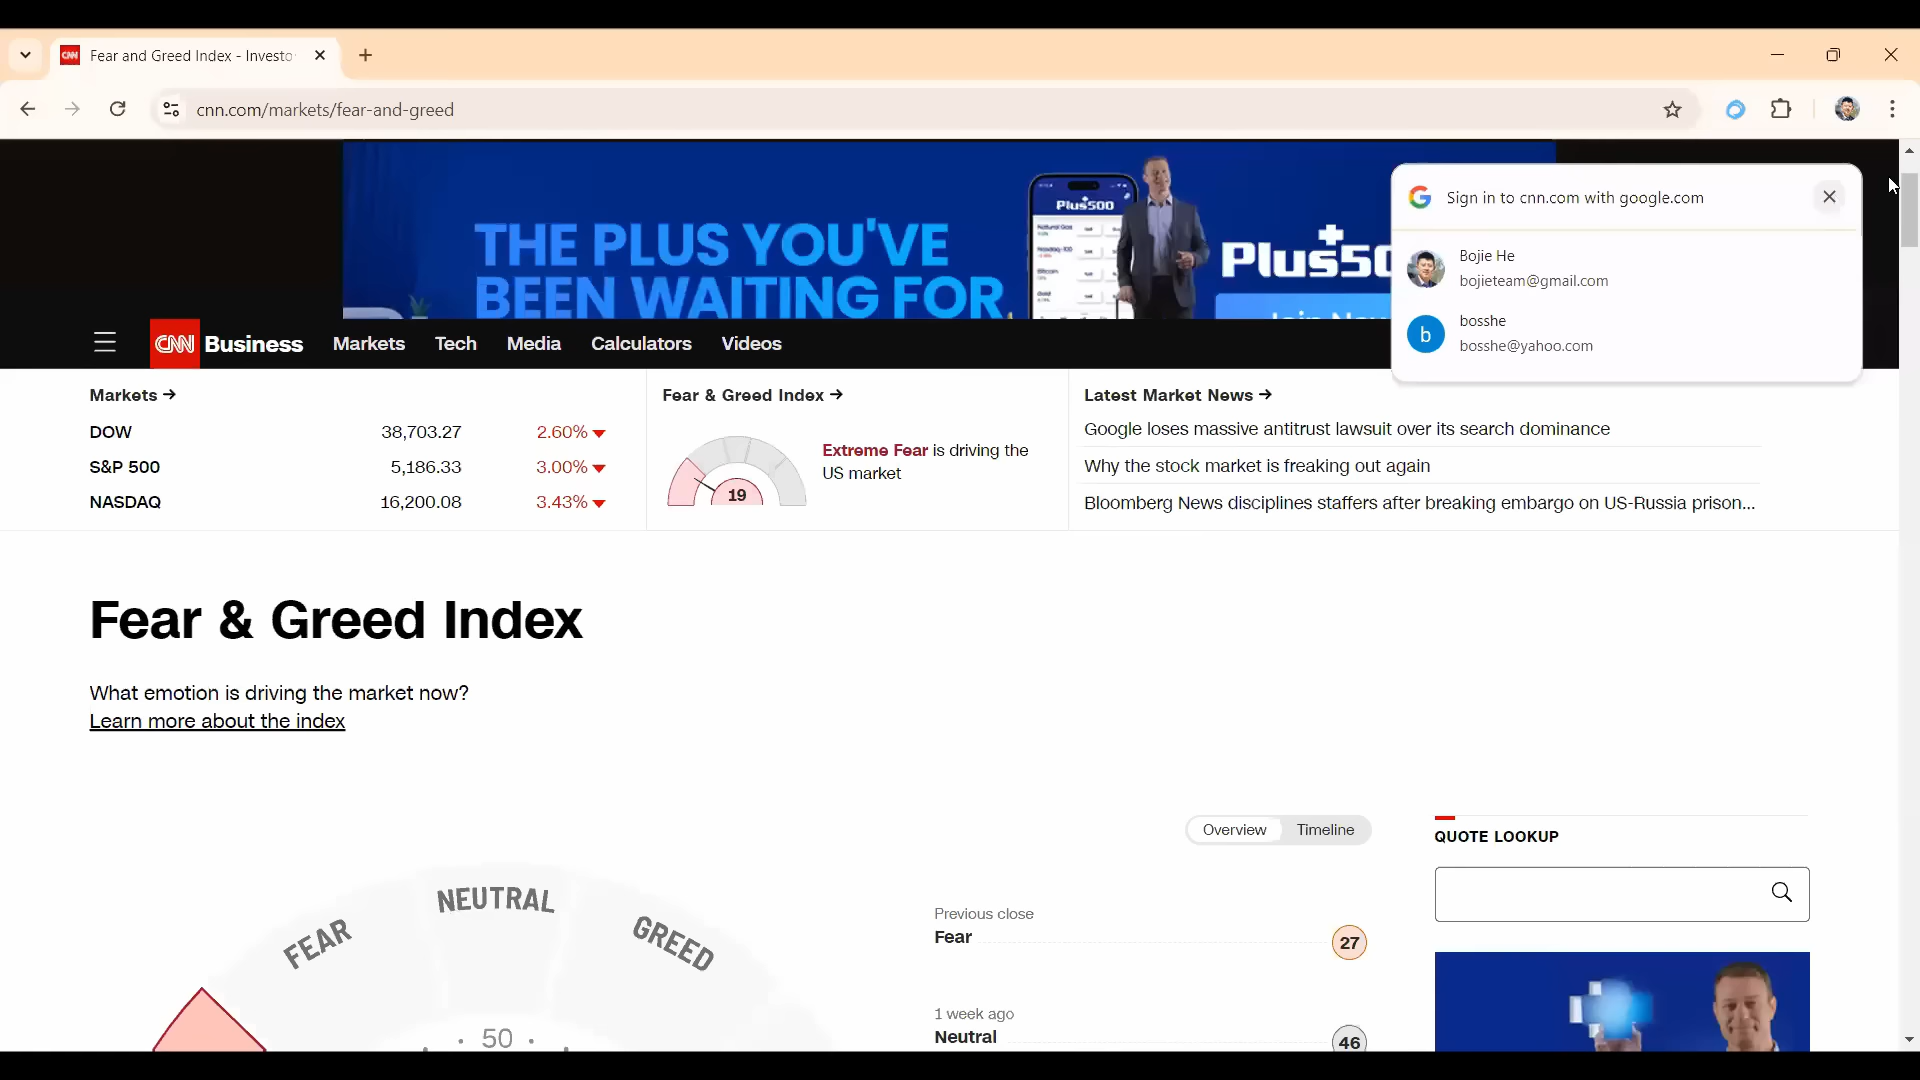 Fear and Greed Index - Investo
cnn.com/markets/fear-and-greed
THE PLUS YOU'VE
BEEN WAITING FOR
Plus500
Plus50
Sign in to cnn.com with google.com
Bojie He
bojieteam@gmail.com
b
bosshe
bosshe@yahoo.com
CNN Business
Markets
Tech
Media
Calculators
Videos
Markets →
DOW 38,703.27 2.60%
S&P 500 5,186.33 3.00%
NASDAQ 16,200.08 3.43%
Fear & Greed Index →
19
Extreme Fear is driving the
US market
Latest Market News →
Google loses massive antitrust lawsuit over its search dominance
Why the stock market is freaking out again
Bloomberg News disciplines staffers after breaking embargo on US-Russia prison...
Fear & Greed Index
What emotion is driving the market now?
Learn more about the index
Overview Timeline
FEAR
NEUTRAL
GREED
50
Previous close
Fear 27
1 week ago
Neutral 46
QUOTE LOOKUP